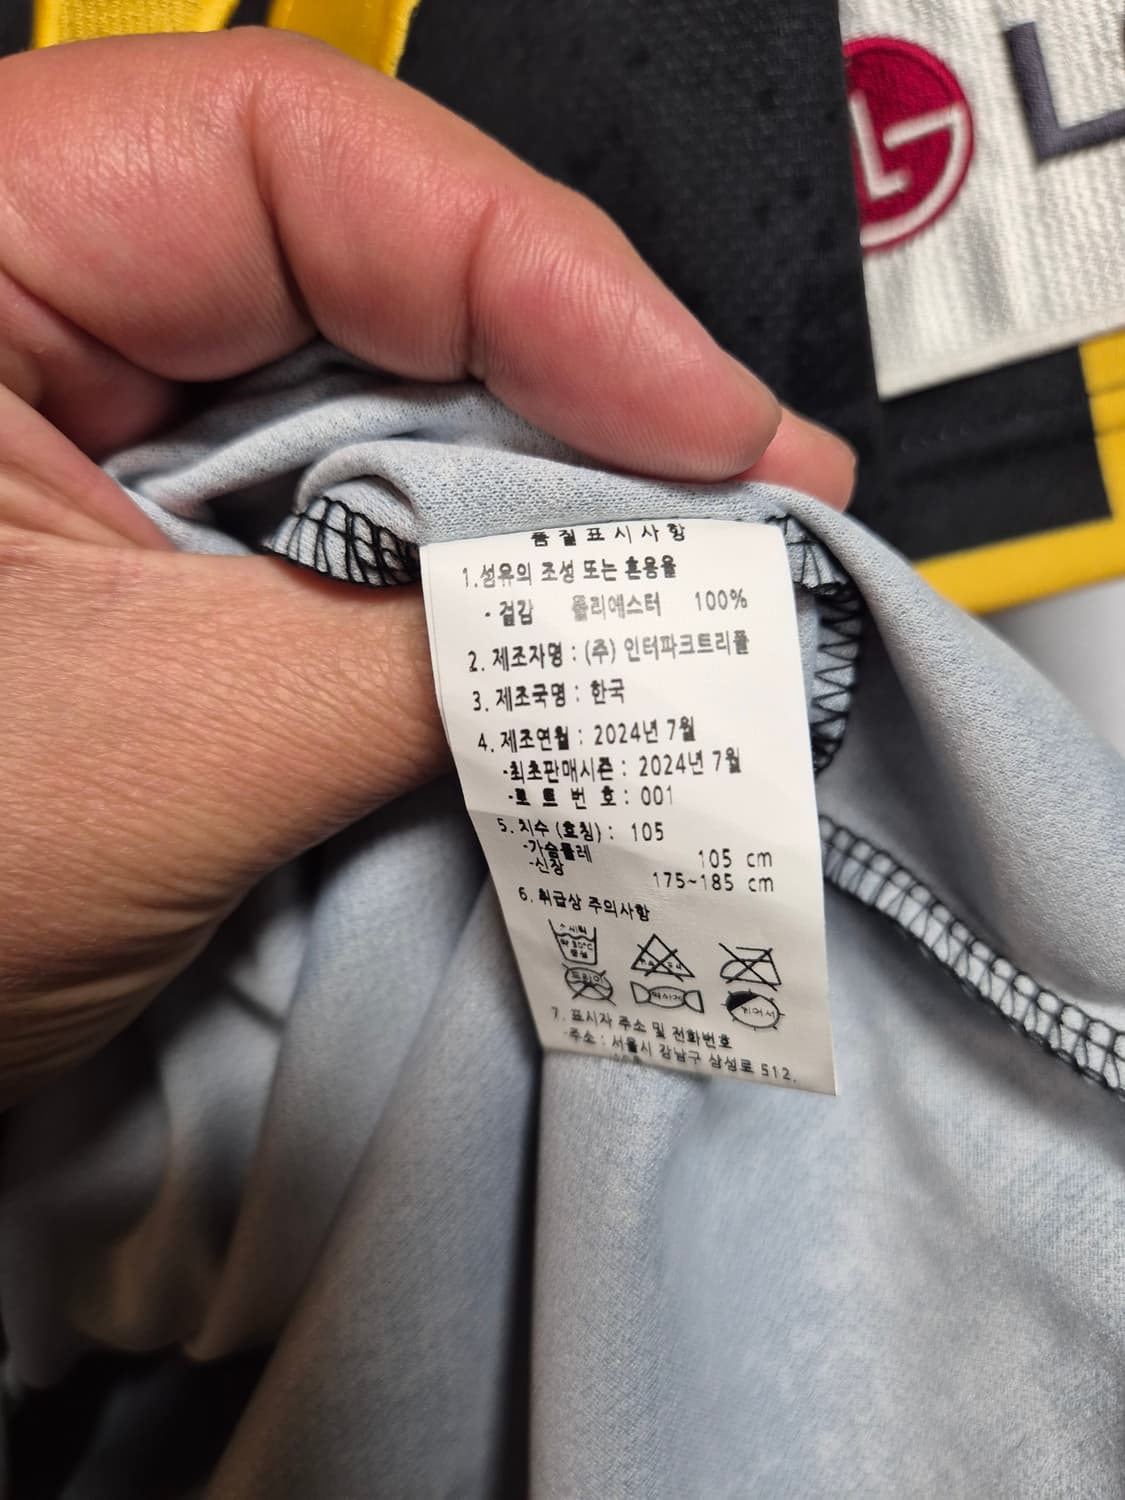 LG
L
품질표시사항
1.섬유의 조성 또는 혼용율
- 겉감 폴리에스터 100%
2. 제조자명 : (주) 인터파크트리플
3. 제조국명 : 한국
4. 제조연월 : 2024년 7월
-최초판매시즌 : 2024년 7월
-로트 번 호 : 001
5. 치수 (호칭) : 105
-가슴둘레 105 cm
-신장 175~185 cm
6. 취급상 주의사항
약 30℃
드라이
7. 표시자 주소 및 전화번호
-주소 : 서울시 강남구 삼성로 512,